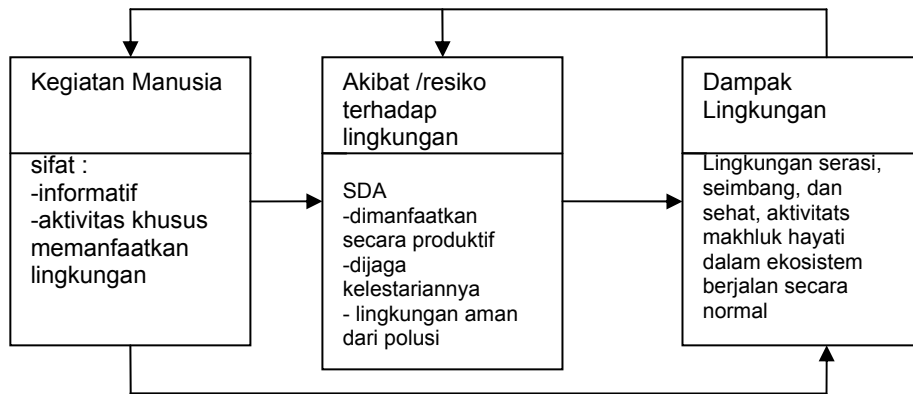 Kegiatan Manusia
sifat :
-informatif
-aktivitas khusus
memanfaatkan
lingkungan
Akibat /resiko
terhadap
lingkungan
SDA
-dimanfaatkan
secara produktif
-dijaga
kelestariannya
- lingkungan aman
dari polusi
Dampak
Lingkungan
Lingkungan serasi,
seimbang, dan
sehat, aktivitats
makhluk hayati
dalam ekosistem
berjalan secara
normal